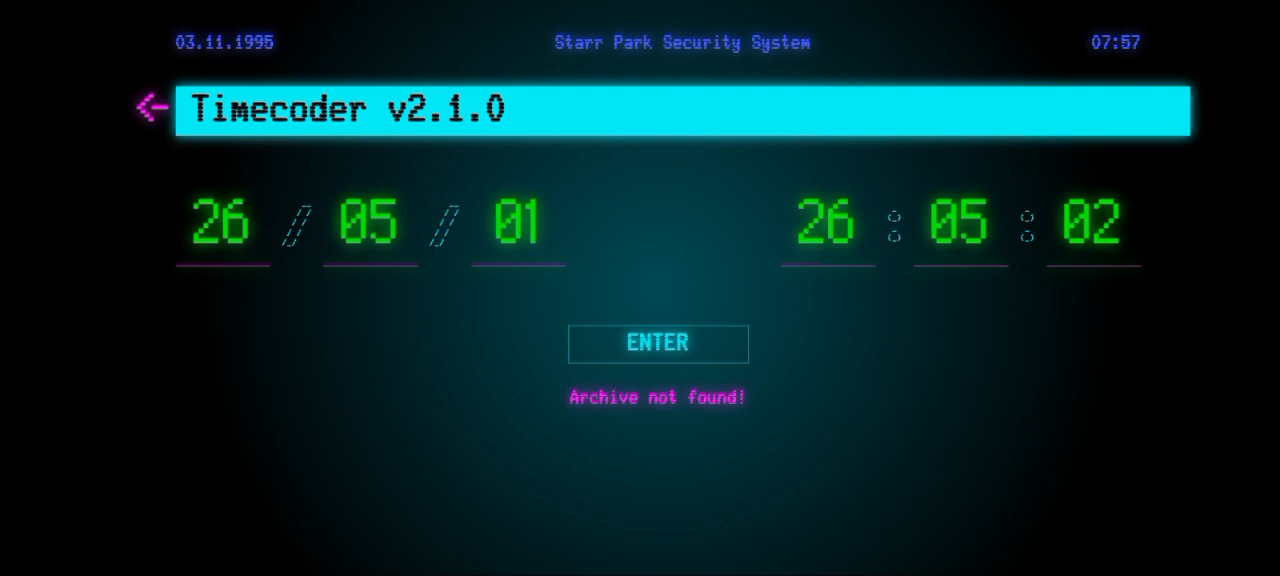 03.11.1995 Starr Park Security System 07:57
← Timecoder v2.1.0
26 // 05 // 01 26 : 05 : 02
ENTER
Archive not found!